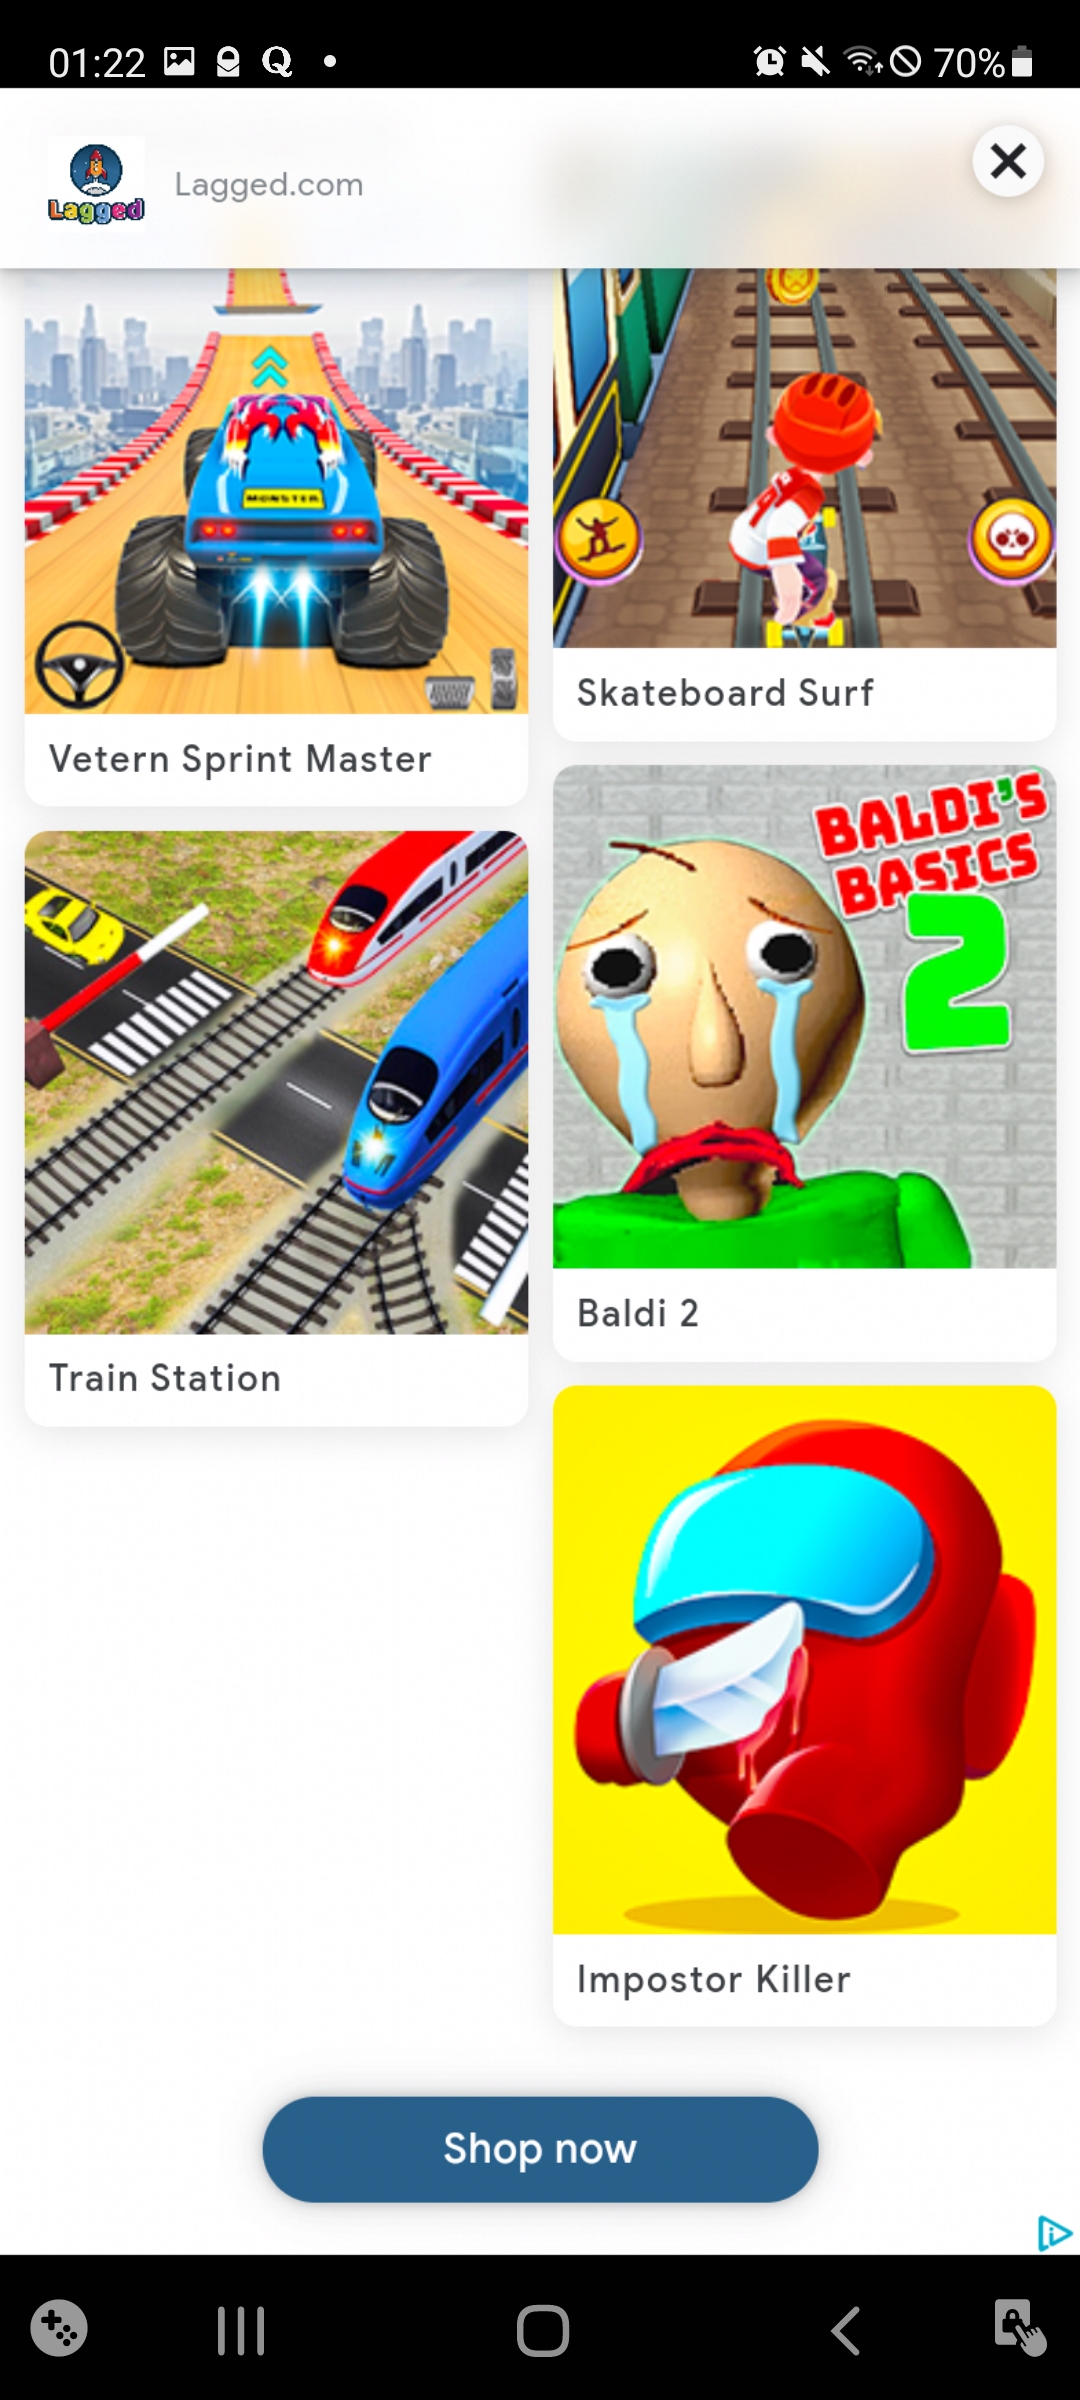 01:22 Q 70%
Lagged
Lagged.com
MONSTER
Vetern Sprint Master
Skateboard Surf
BALDI'S
BASICS
2
Baldi 2
Train Station
Impostor Killer
Shop now